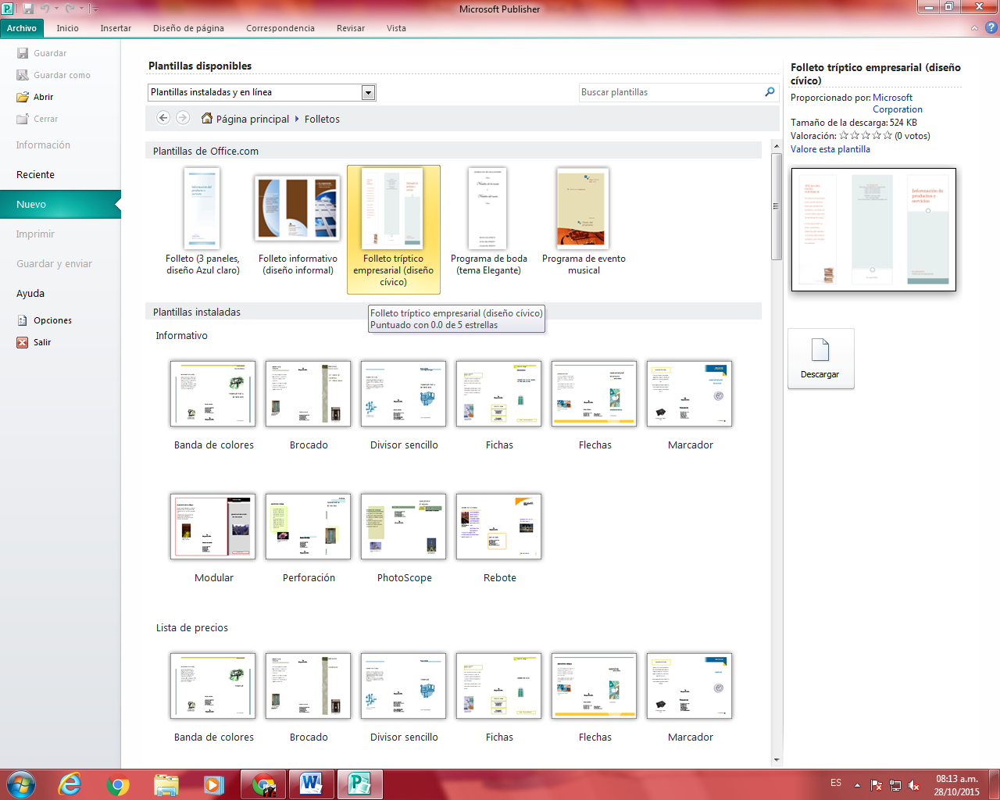 Microsoft Publisher
Archivo Inicio Insertar Diseño de página Correspondencia Revisar Vista
Guardar
Guardar como
Abrir
Cerrar
Información
Reciente
Nuevo
Imprimir
Guardar y enviar
Ayuda
Opciones
Salir
Plantillas disponibles
Plantillas instaladas y en línea
Buscar plantillas
Página principal Folletos
Plantillas de Office.com
Folleto (3 paneles, diseño Azul claro)
Folleto informativo (diseño informal)
Folleto tríptico empresarial (diseño cívico)
Programa de boda (tema Elegante)
Programa de evento musical
Plantillas instaladas
Folleto tríptico empresarial (diseño cívico)
Puntuado con 0.0 de 5 estrellas
Informativo
Banda de colores Brocado Divisor sencillo Fichas Flechas Marcador
Modular Perforación PhotoScope Rebote
Lista de precios
Banda de colores Brocado Divisor sencillo Fichas Flechas Marcador
Folleto tríptico empresarial (diseño
cívico)
Proporcionado por: Microsoft
Corporation
Tamaño de la descarga: 524 KB
Valoración: (0 votos)
Valore esta plantilla
Información de
productos y
servicios
Descargar
ES
08:13 a.m.
28/10/2015